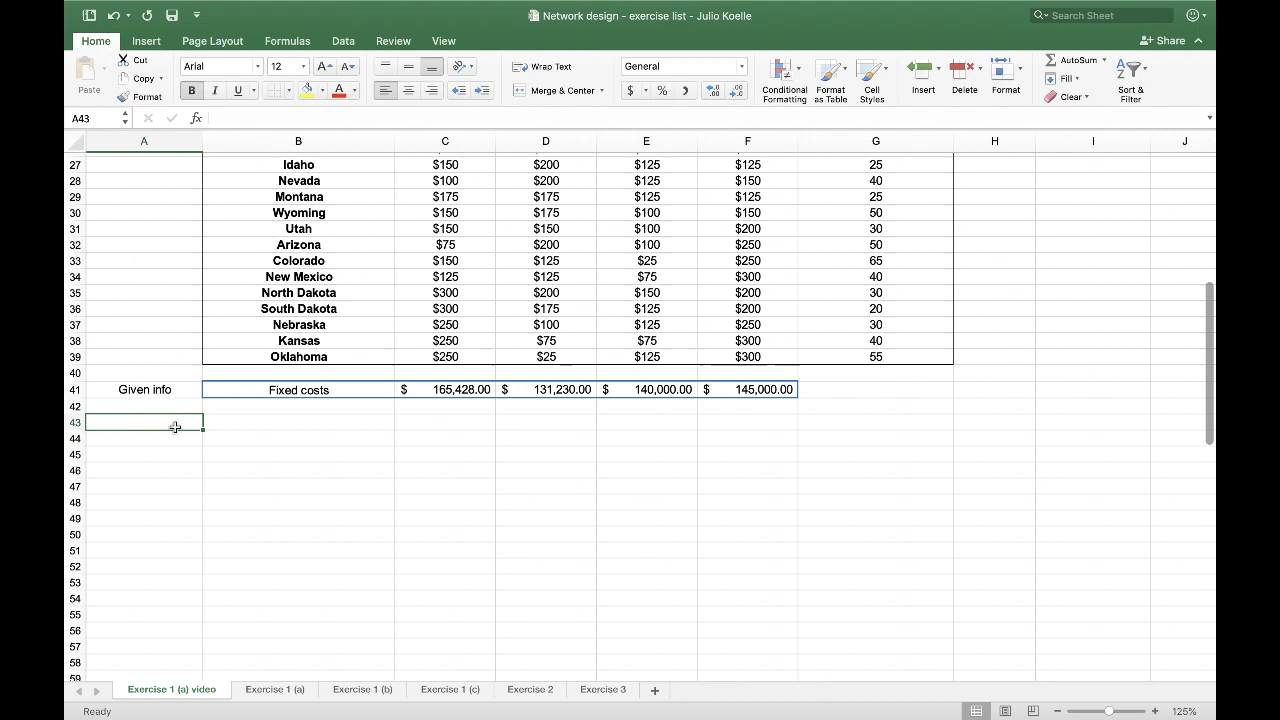 Network design - exercise list - Julio Koelle
Search Sheet
Home Insert Page Layout Formulas Data Review View
Share
Cut
Copy
Format
Paste
Arial 12
B I U
Wrap Text
Merge & Center
General
Conditional Formatting
Format as Table
Cell Styles
Insert
Delete
Format
AutoSum
Fill
Clear
Sort & Filter
A43 fx
A B C D E F G H I J
27 Idaho $150 $200 $125 $125 25
28 Nevada $100 $200 $125 $150 40
29 Montana $175 $175 $125 $125 25
30 Wyoming $150 $175 $100 $150 50
31 Utah $150 $150 $100 $200 30
32 Arizona $75 $200 $100 $250 50
33 Colorado $150 $125 $25 $250 65
34 New Mexico $125 $125 $75 $300 40
35 North Dakota $300 $200 $150 $200 30
36 South Dakota $300 $175 $125 $200 20
37 Nebraska $250 $100 $125 $250 30
38 Kansas $250 $75 $75 $300 40
39 Oklahoma $250 $25 $125 $300 55
40
41 Given info Fixed costs $ 165,428.00 $ 131,230.00 $ 140,000.00 $ 145,000.00
42
43
44
45
46
47
48
49
50
51
52
53
54
55
56
57
58
59
Exercise 1 (a) video Exercise 1 (a) Exercise 1 (b) Exercise 1 (c) Exercise 2 Exercise 3 +
Ready 125%